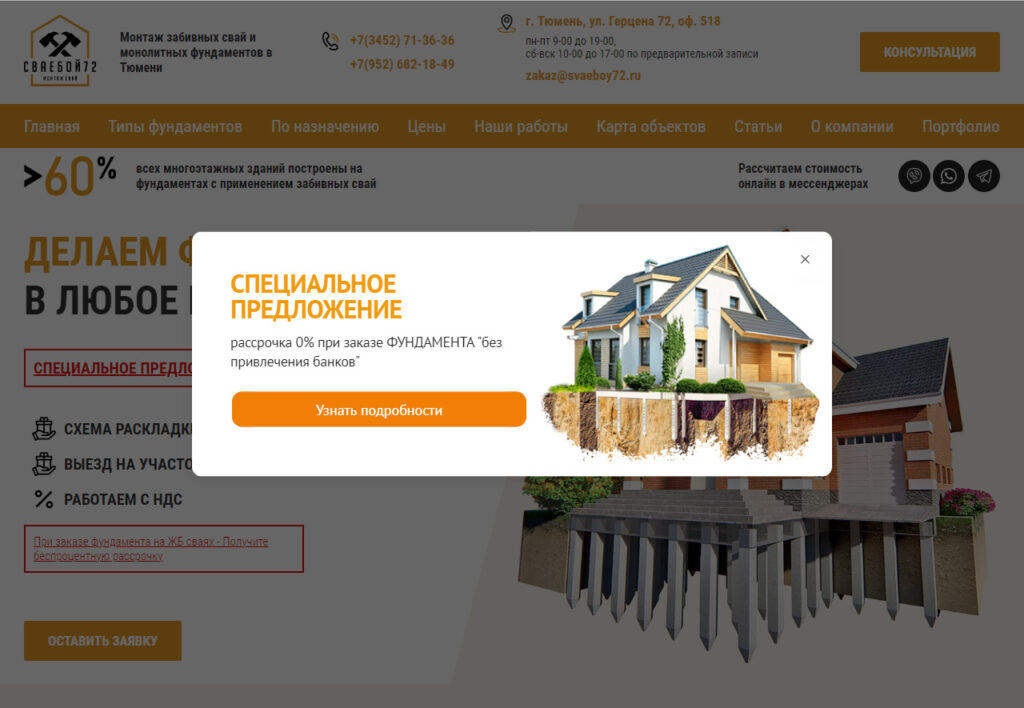 СВАЕБОЙ72
МОНТАЖ СВАЙ
Монтаж забивных свай и
монолитных фундаментов в
Тюмени
+7(3452) 71-36-36
+7(952) 682-18-49
г. Тюмень, ул. Герцена 72, оф. 518
пн-пт 9-00 до 19-00,
сб-вск 10-00 до 17-00 по предварительной записи
zakaz@svaeboy72.ru
КОНСУЛЬТАЦИЯ
Главная Типы фундаментов По назначению Цены Наши работы Карта объектов Статьи О компании Портфолио
>60%
всех многоэтажных зданий построены на
фундаментах с применением забивных свай
Рассчитаем стоимость
онлайн в мессенджерах
ДЕЛАЕМ
В ЛЮБОЕ
СПЕЦИАЛЬНОЕ
ПРЕДЛОЖЕНИЕ
рассрочка 0% при заказе ФУНДАМЕНТА "без
привлечения банков"
Узнать подробности
СПЕЦИАЛЬНОЕ ПРЕДЛО
СХЕМА РАСКЛАДК
ВЫЕЗД НА УЧАСТО
РАБОТАЕМ С НДС
При заказе фундамента на ЖБ сваях - Получите
беспроцентную рассрочку
ОСТАВИТЬ ЗАЯВКУ